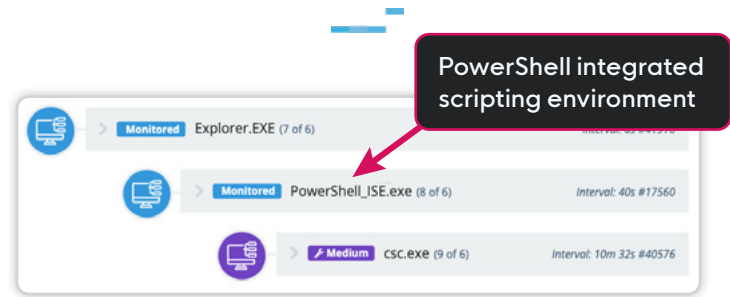 PowerShell integrated
scripting environment
Monitored Explorer.EXE (7 of 6)
Monitored PowerShell_ISE.exe (8 of 6) Interval: 40s #17560
Medium csc.exe (9 of 6) Interval: 10m 32s #40576